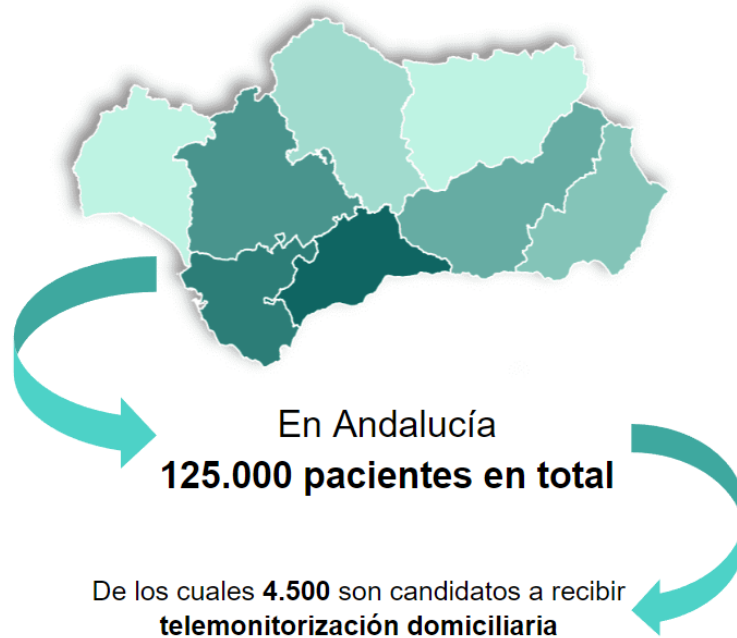 En Andalucía
125.000 pacientes en total
De los cuales 4.500 son candidatos a recibir
telemonitorización domiciliaria